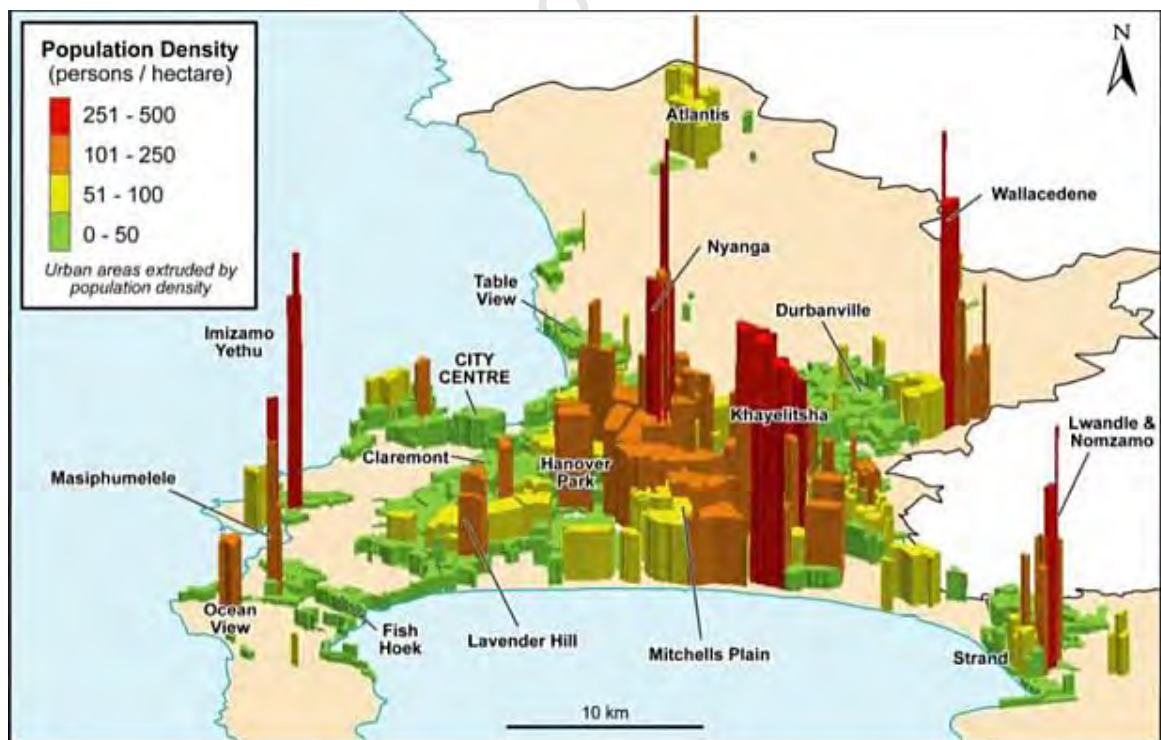 Population Density
(persons / hectare)
251 - 500
101 - 250
51 - 100
0 - 50
Urban areas extruded by
population density
N
Atlantis
Wallacedene
Nyanga
Table
View
Durbanville
Imizamo
Yethu
CITY
CENTRE
Khayelitsha
Lwandle &
Nomzamo
Claremont
Hanover
Park
Masiphumelele
Ocean
View
Fish
Hoek
Lavender Hill
Mitchells Plain
Strand
10 km